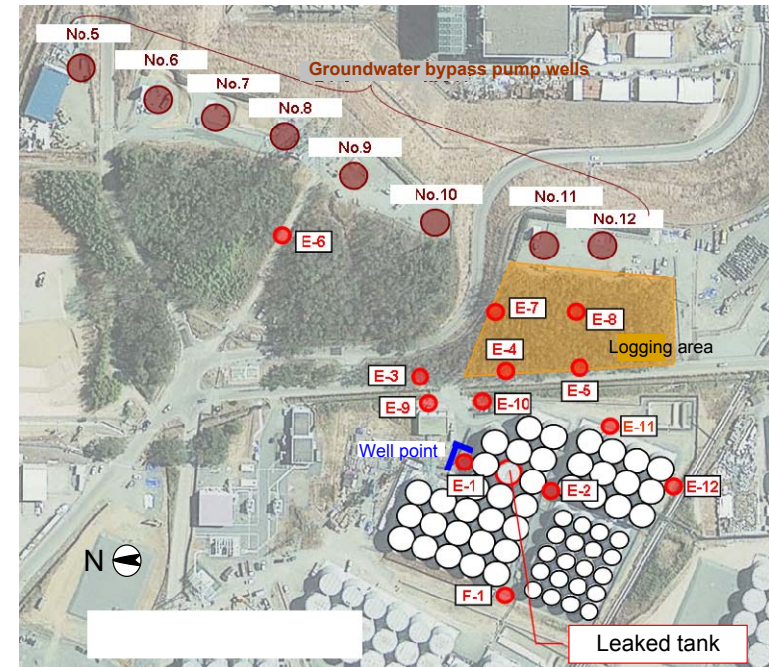 No.5
No.6
No.7
Groundwater bypass pump wells
No.8
No.9
No.10
No.11
No.12
E-6
E-7
E-8
Logging area
E-4
E-5
E-3
E-9
E-10
E-11
Well point
E-1
E-2
E-12
N
F-1
Leaked tank